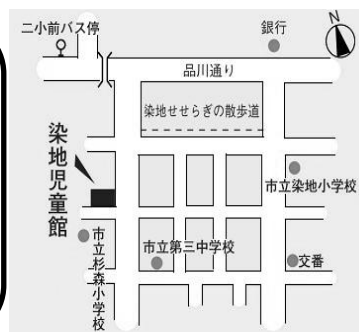 二小前バス停
銀行
N
品川通り
染地せせらぎの散歩道
染地児童館
市立染地小学校
市立第三中学校
市立杉森小学校
交番